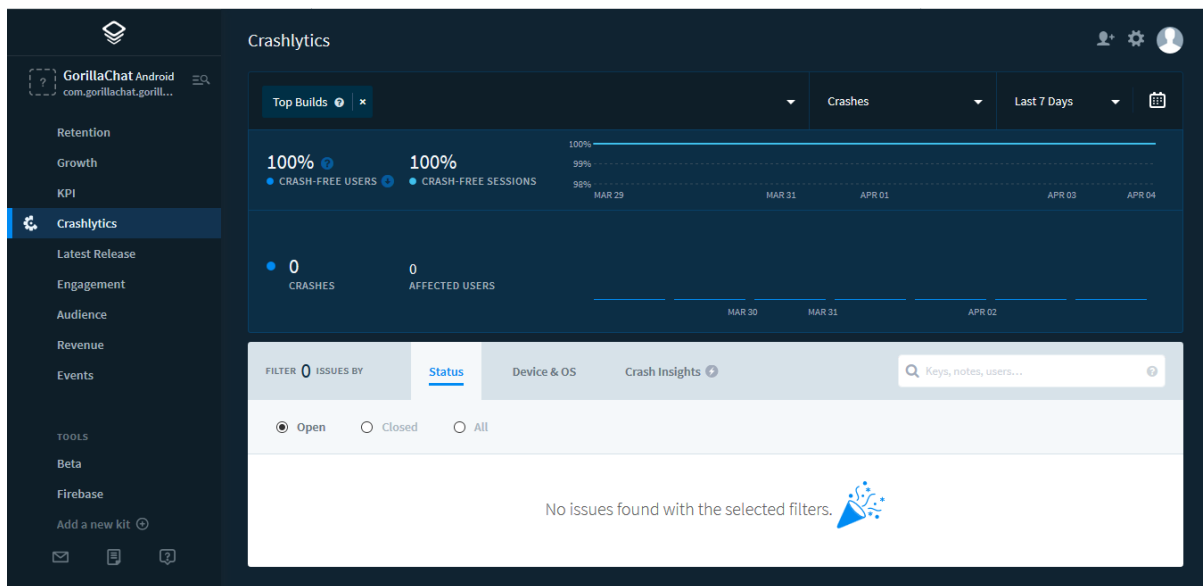 Crashlytics
GorillaChat Android
com.gorillachat.gorill...
Retention
Growth
KPI
Crashlytics
Latest Release
Engagement
Audience
Revenue
Events
TOOLS
Beta
Firebase
Add a new kit
Top Builds ? ×
Crashes
Last 7 Days
100% ?
CRASH-FREE USERS
100%
CRASH-FREE SESSIONS
100%
99%
98%
MAR 29 MAR 31 APR 01 APR 03 APR 04
0
CRASHES
0
AFFECTED USERS
MAR 30 MAR 31 APR 02
FILTER 0 ISSUES BY
Status
Device & OS
Crash Insights
Keys, notes, users... ?
Open Closed All
No issues found with the selected filters.